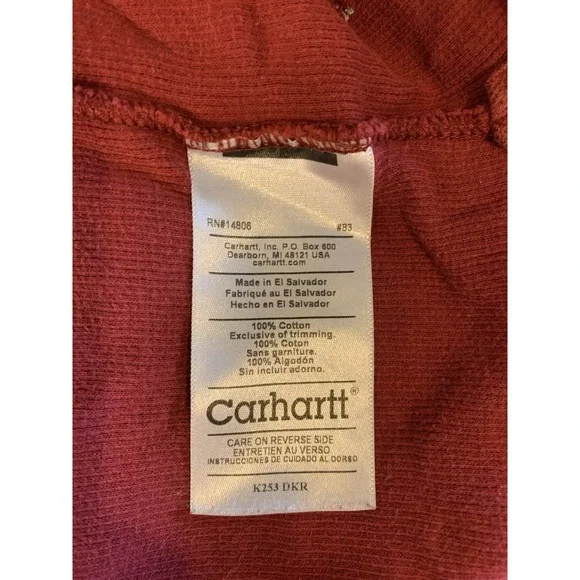 RN#14806 #B3
Carhartt, Inc. P.O. Box 600
Dearborn, MI 48121 USA
carhartt.com
Made in El Salvador
Fabriqué au El Salvador
Hecho en El Salvador
100% Cotton
Exclusive of trimming.
100% Coton
Sans garniture.
100% Algodón
Sin incluir adorno.
Carhartt®
CARE ON REVERSE SIDE
ENTRETIEN AU VERSO
INSTRUCCIONES DE CUIDADO AL DORSO
K253 DKR